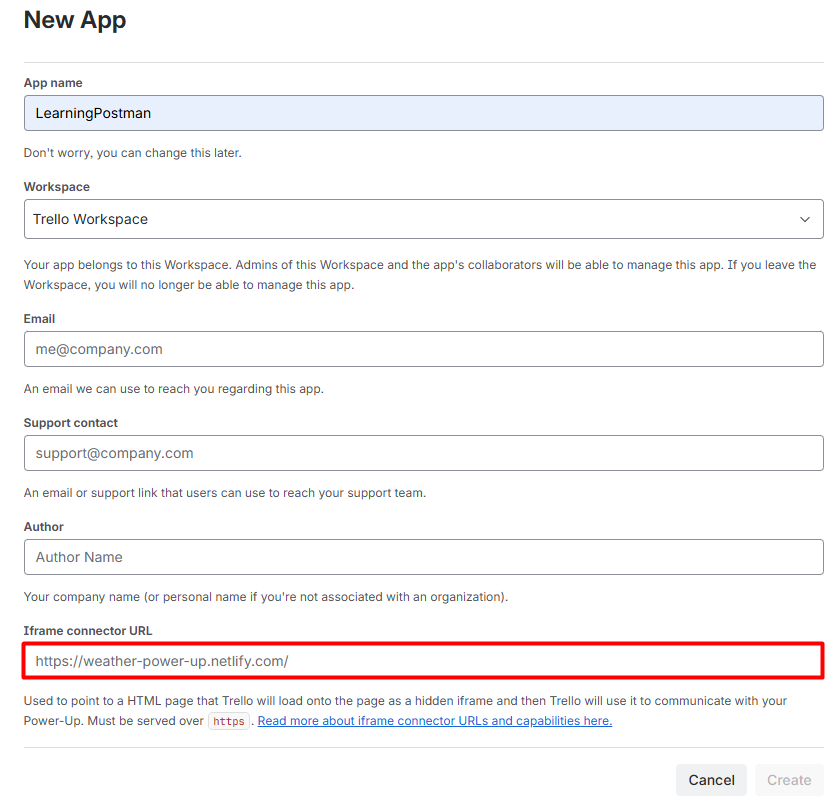 New App
App name
LearningPostman
Don't worry, you can change this later.
Workspace
Trello Workspace
Your app belongs to this Workspace. Admins of this Workspace and the app's collaborators will be able to manage this app. If you leave the
Workspace, you will no longer be able to manage this app.
Email
me@company.com
An email we can use to reach you regarding this app.
Support contact
support@company.com
An email or support link that users can use to reach your support team.
Author
Author Name
Your company name (or personal name if you're not associated with an organization).
Iframe connector URL
https://weather-power-up.netlify.com/
Used to point to a HTML page that Trello will load onto the page as a hidden iframe and then Trello will use it to communicate with your
Power-Up. Must be served over https. Read more about iframe connector URLs and capabilities here.
Cancel Create